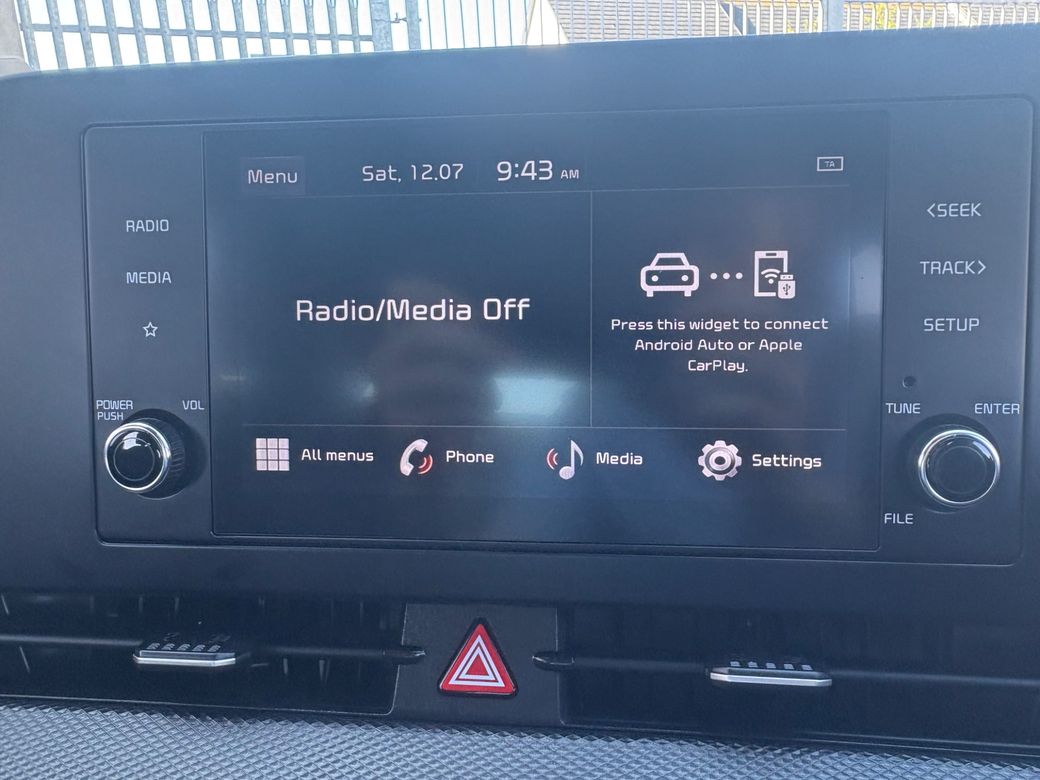 Menu
Sat, 12.07
9:43 AM
TA
RADIO
MEDIA
POWER
PUSH
VOL
Radio/Media Off
Press this widget to connect
Android Auto or Apple
CarPlay.
All menus
Phone
Media
Settings
<SEEK
TRACK>
SETUP
TUNE
ENTER
FILE